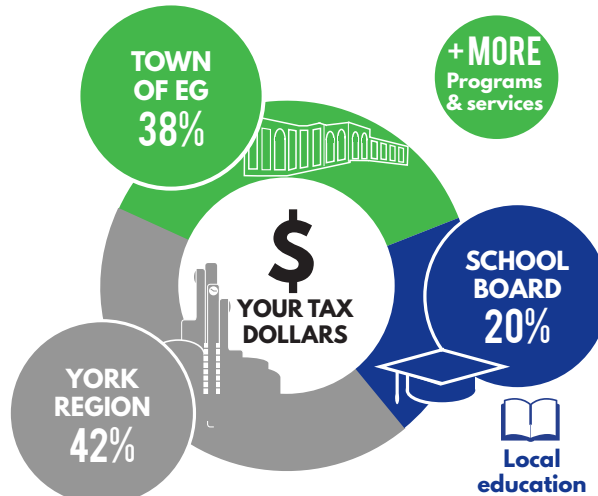 TOWN
OF EG
38%
+ MORE
Programs
& services
$
YOUR TAX
DOLLARS
SCHOOL
BOARD
20%
YORK
REGION
42%
Local
education